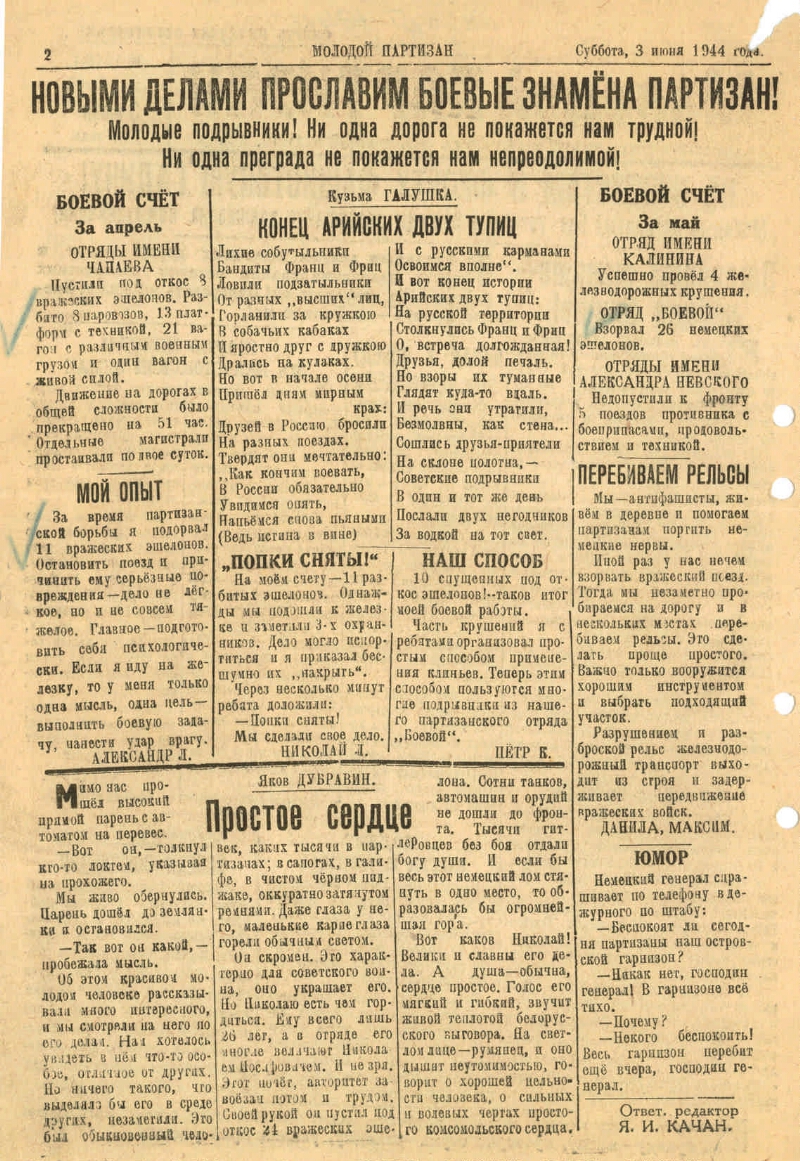 2
МОЛОДОЙ ПАРТИЗАН
Суббота, 3 июня 1944 года.
НОВЫМИ ДЕЛАМИ ПРОСЛАВИМ БОЕВЫЕ ЗНАМЁНА ПАРТИЗАН!
Молодые подрывники! Ни одна дорога не покажется нам трудной!
Ни одна преграда не покажется нам непреодолимой!
БОЕВОЙ СЧЁТ
За апрель
ОТРЯДЫ ИМЕНИ
ЧАПАЕВА
Пустили под откос 8
вражэских эшелонов. Раз-
бито 8 паровозов, 13 плат-
форм с техникой, 21 ва-
гон с различным военным
грузом и один вагон с
живой силой.
Движение на дорогах в
общей сложности было
прекращено на 51 час.
Отдельные магистрали
простаивали по двое суток.
МОЙ ОПЫТ
За время партизан-
ской борьбы я подорвал
11 вражеских эшелонов.
Остановить поезд и при-
чинить ему серьёзные по-
вреждения—дело не лёг-
кое, но и не совсем тя-
желое. Главное—подгото-
вить себя психологиче-
ски. Если я иду на же-
лезку, то у меня только
одна мысль, одна цель—
выполнить боевую зада-
чу, нанести удар врагу.
АЛЕКСАНДР Л.
Кузьма ГАЛУШКА.
КОНЕЦ АРИЙСКИХ ДВУХ ТУПИЦ
Лихие собутыльники
Бандиты Франц и Фриц
Ловили подзатыльники
От разных „высших“ лиц,
Горланили за кружкою
В собачьих кабаках
И яростно друг с дружкою
Дрались на кулаках.
Но вот в начале осени
Пришёл дням мирным
крах:
Друзей в Россию бросили
На разных поездах.
Твердят они мечтательно:
„Как кончим воевать,
В России обязательно
Увидимся опять,
Напьёмся снова пьяными
(Ведь истина в вине)
И с русскими карманами
Освоимся вполне“.
И вот конец истории
Арийских двух тупиц:
На русской территории
Столкнулись Франц и Фриц
О, встреча долгожданная!
Друзья, долой печаль.
Но взоры их туманные
Глядят куда-то вдаль.
И речь они утратили,
Безмолвны, как стена...
Сошлись друзья-приятели
На склоне полотна,—
Советские подрывники
В один и тот же день
Послали двух негодников
За водкой на тот свет.
„ПОПКИ СНЯТЫ!“
На моём счету—11 раз-
битых эшелонов. Однаж-
ды мы подошли к железк-
е и заметили 3-х охран-
ников. Дело могло испор-
титься и я приказал бес-
шумно их „накрыть“.
Через несколько минут
ребята доложили:
—Попки сняты!
Мы сделали свое дело.
НИКОЛАЙ Л.
НАШ СПОСОБ
10 спущенных под от-
кос эшелонов!--таков итог
моей боевой работы.
Часть крушений я с
ребятами организовал про-
стым способом примене-
ния клиньев. Теперь этим
способом пользуются мно-
гие подрывники из наше-
го партизанского отряда
„Боевой“.
ПЁТР В.
БОЕВОЙ СЧЁТ
За май
ОТРЯД ИМЕНИ
КАЛИНИНА
Успешно провёл 4 же-
лезнодорожных крушения.
ОТРЯД „БОЕВОЙ“
Взорвал 26 немецких
эшелонов.
ОТРЯДЫ ИМЕНИ
АЛЕКСАНДРА НЕВСКОГО
Недопустили к фронту
5 поездов противника с
боеприпасами, продоволь-
ствием и техникой.
ПЕРЕБИВАЕМ РЕЛЬСЫ
Мы—антифашисты, жи-
вём в деревне и помогаем
партизанам портить не-
мецкие нервы.
Иной раз у нас нечем
взорвать вражеский поезд.
Тогда мы незаметно про-
бираемся на дорогу и в
нескольких местах пере-
биваем рельсы. Это сде-
лать проще простого.
Важно только вооружится
хорошим инструментом
и выбрать подходящий
участок.
Разрушением и раз-
броской рельс железнодо-
рожный транспорт выхо-
дит из строя и задер-
живает передвижение
вражеских войск.
ДАНИЛА, МАКСИМ.
ЮМОР
Немецкий генерал спра-
шивает по телефону у де-
журного по штабу:
—Беспокоят ли сегод-
ня партизаны наш остров-
ской гарнизон?
—Никак нет, господин
генерал! В гарнизоне всё
тихо.
—Почему?
—Некого беспокоить!
Весь гарнизон перебит
ещё вчера, господин ге-
нерал.
Ответ. редактор
Я. И. КАЧАН.
Яков ДУБРАВИН.
Простое сердце
Мимо нас про-
шёл высокий
прямой парень с ав-
томатом на перевес.
—Вот он,—толкнул
кто-то локтем, указывая
на прохожего.
Мы живо обернулись.
Парень дошёл до землян-
ки и остановился.
—Так вот он какой,—
пробежала мысль.
Об этом красивом мо-
лодом человеке рассказы-
вали много интересного,
и мы смотрели на него по
его делам. Нам хотелось
увидеть в нём что-то осо-
бое, отличное от других.
Но ничего такого, что
выделяло бы его в среде
других, незаметили. Это
был обыкновенный чело-
век, каких тысячи в пар-
тизанах; в сапогах, в гали-
фе, в чистом чёрном пид-
жаке, оккуратно затянутом
ремнями. Даже глаза у не-
го, маленькие карие глаза
горели обычным светом.
Он скромен. Это харак-
терно для советского вои-
на, оно украшает его.
Но Николаю есть чем гор-
диться. Ему всего лишь
26 лет, а в отряде его
многие величают Никола-
ем Иосифовичем. И не зря.
Этот почёт, авторитет за-
воёван потом и трудом.
Своей рукой он пустил под
откос 24 вражеских эше-
лона. Сотни танков,
автомашин и орудий
не дошли до фрон-
та. Тысячи гит-
леровцев без боя отдали
богу души. И если бы
весь этот немецкий лом стя-
нуть в одно место, то об-
разовалась бы огромней-
шая гора.
Вот каков Николай!
Велики и славны его де-
ла. А душа—обычна,
сердце простое. Голос его
мягкий и гибкий, звучит
живой теплотой белорус-
ского выговора. На свет-
лом лице—румянец, и оно
дышит неутомимостью, го-
ворит о хорошей цельно-
сти человека, о сильных
и волевых чертах просто-
го комсомольского сердца.